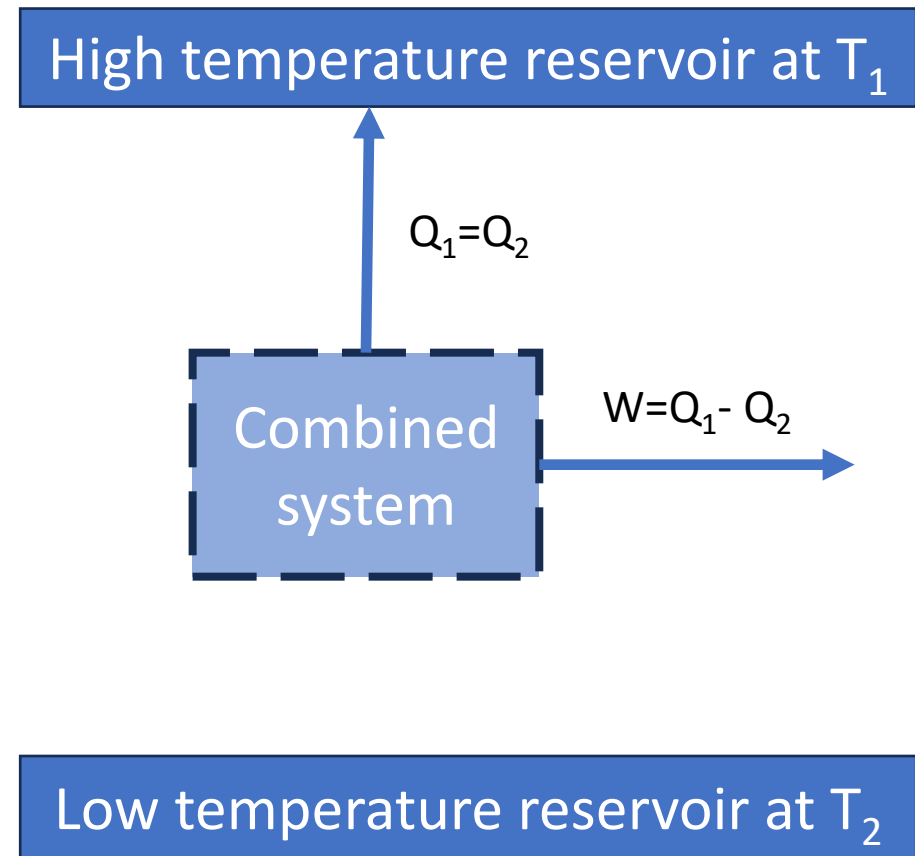 High temperature reservoir at T₁
Q₁=Q₂
W=Q₁- Q₂
Combined
system
Low temperature reservoir at T₂